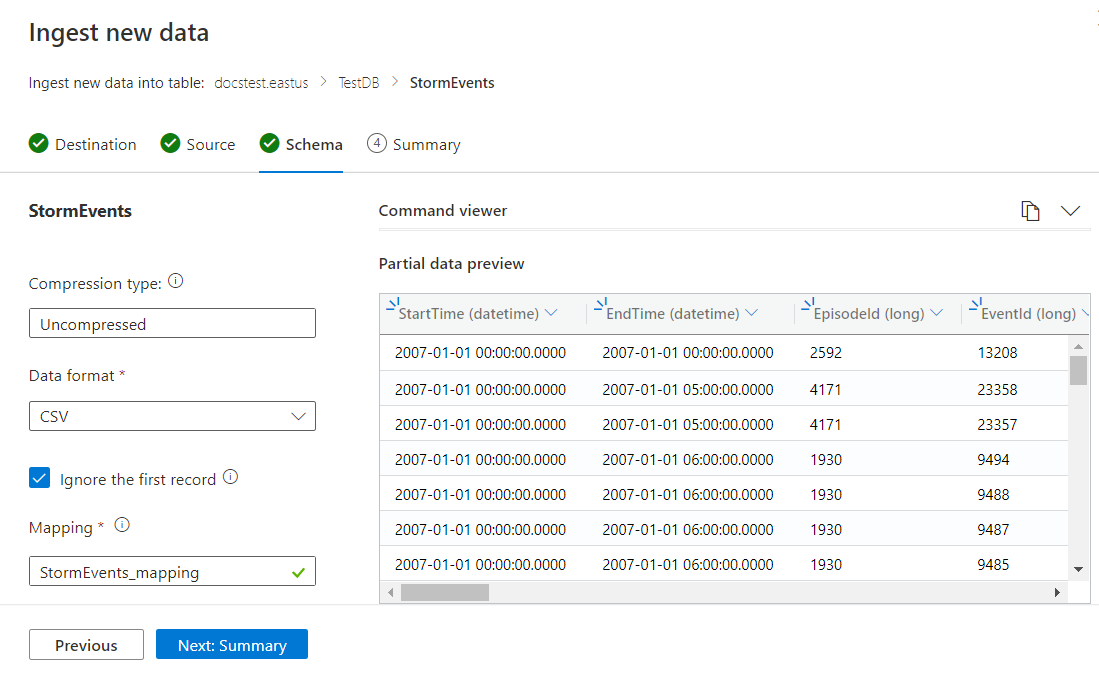 Ingest new data
Ingest new data into table: docstest.eastus > TestDB > StormEvents
Destination Source Schema 4 Summary
StormEvents
Compression type:
Uncompressed
Data format *
CSV
Ignore the first record
Mapping *
StormEvents_mapping
Command viewer
Partial data preview
StartTime (datetime) EndTime (datetime) EpisodeId (long) EventId (long)
2007-01-01 00:00:00.0000 2007-01-01 00:00:00.0000 2592 13208
2007-01-01 00:00:00.0000 2007-01-01 05:00:00.0000 4171 23358
2007-01-01 00:00:00.0000 2007-01-01 05:00:00.0000 4171 23357
2007-01-01 00:00:00.0000 2007-01-01 06:00:00.0000 1930 9494
2007-01-01 00:00:00.0000 2007-01-01 06:00:00.0000 1930 9488
2007-01-01 00:00:00.0000 2007-01-01 06:00:00.0000 1930 9487
2007-01-01 00:00:00.0000 2007-01-01 06:00:00.0000 1930 9485
Previous Next: Summary